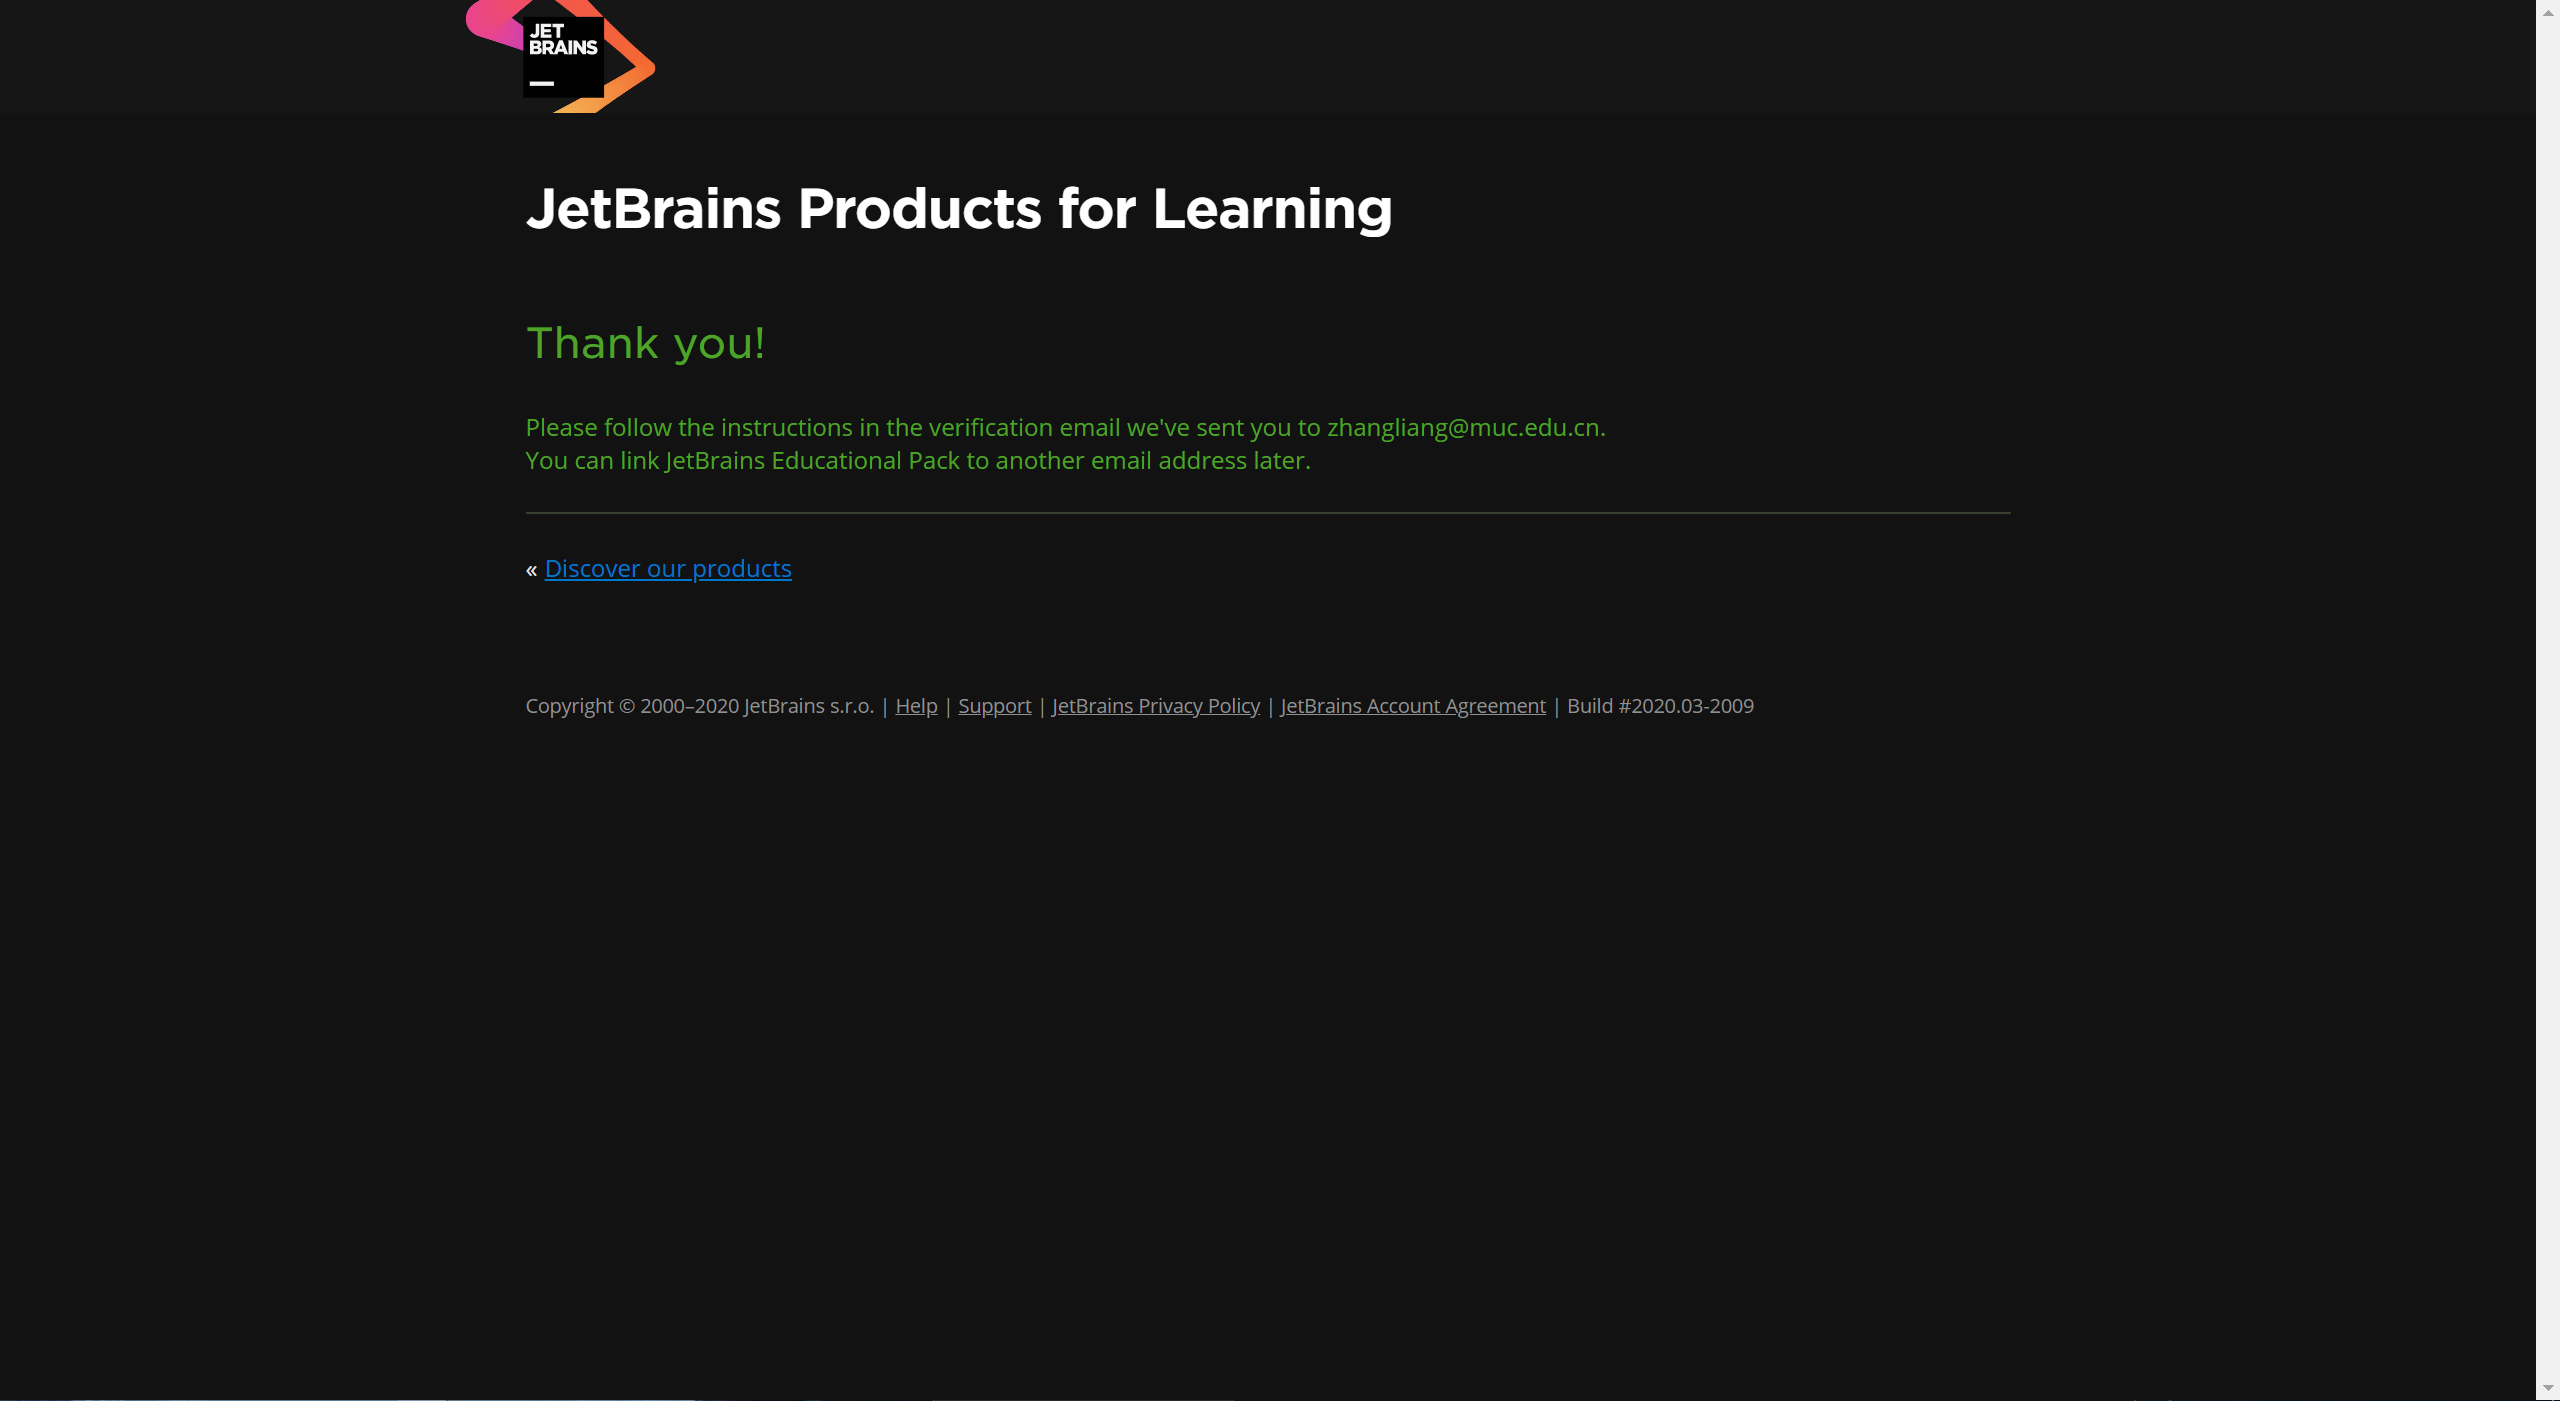 JET
BRAINS
JetBrains Products for Learning
Thank you!
Please follow the instructions in the verification email we've sent you to zhangliang@muc.edu.cn.
You can link JetBrains Educational Pack to another email address later.
« Discover our products
Copyright © 2000–2020 JetBrains s.r.o. | Help | Support | JetBrains Privacy Policy | JetBrains Account Agreement | Build #2020.03-2009